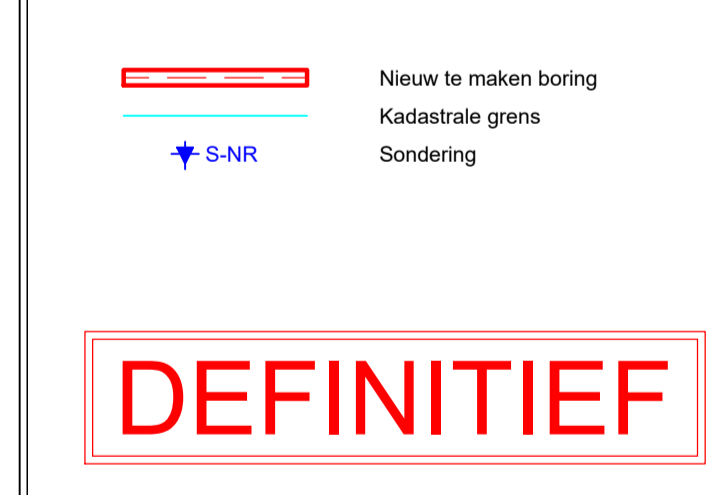 Nieuw te maken boring
Kadastrale grens
S-NR Sondering
DEFINITIEF